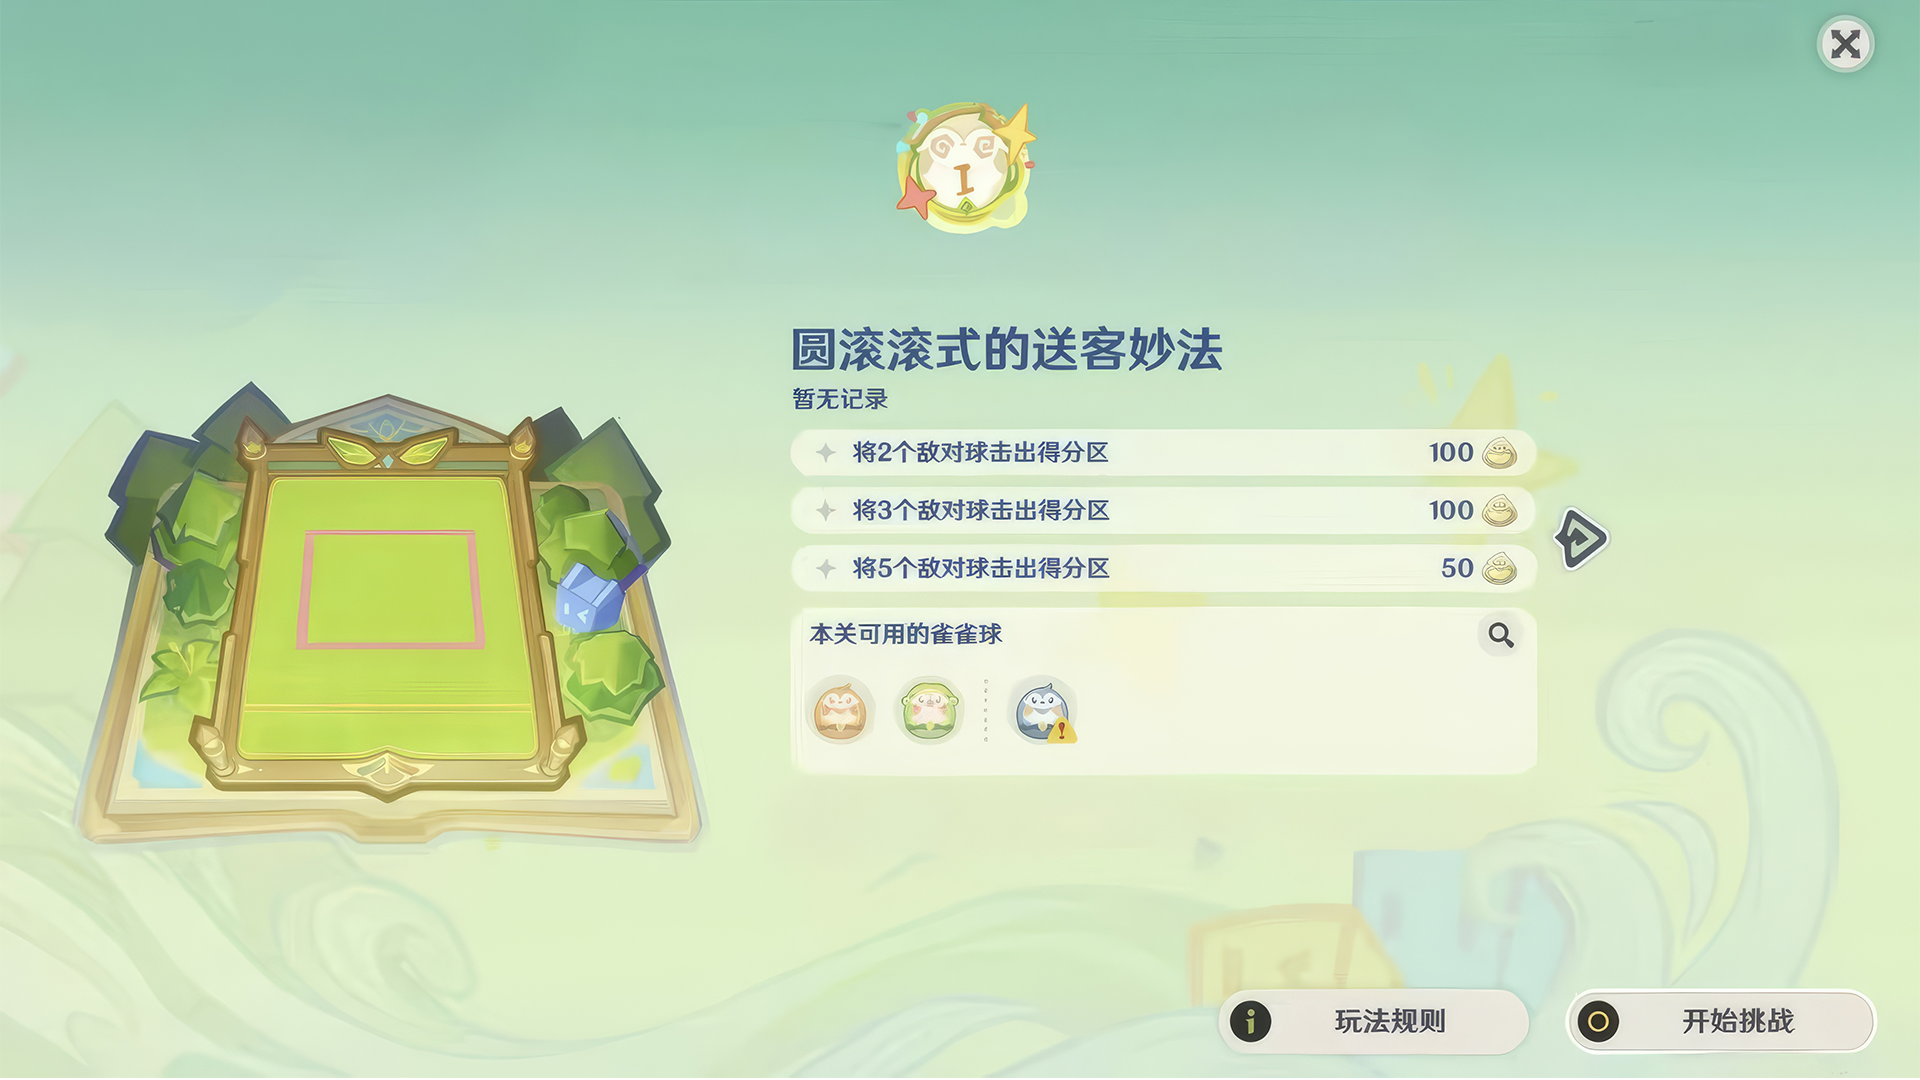 I
圆滚滚式的送客妙法
暂无记录
将2个敌对球击出得分区 100
将3个敌对球击出得分区 100
将5个敌对球击出得分区 50
本关可用的雀雀球
玩法规则
开始挑战